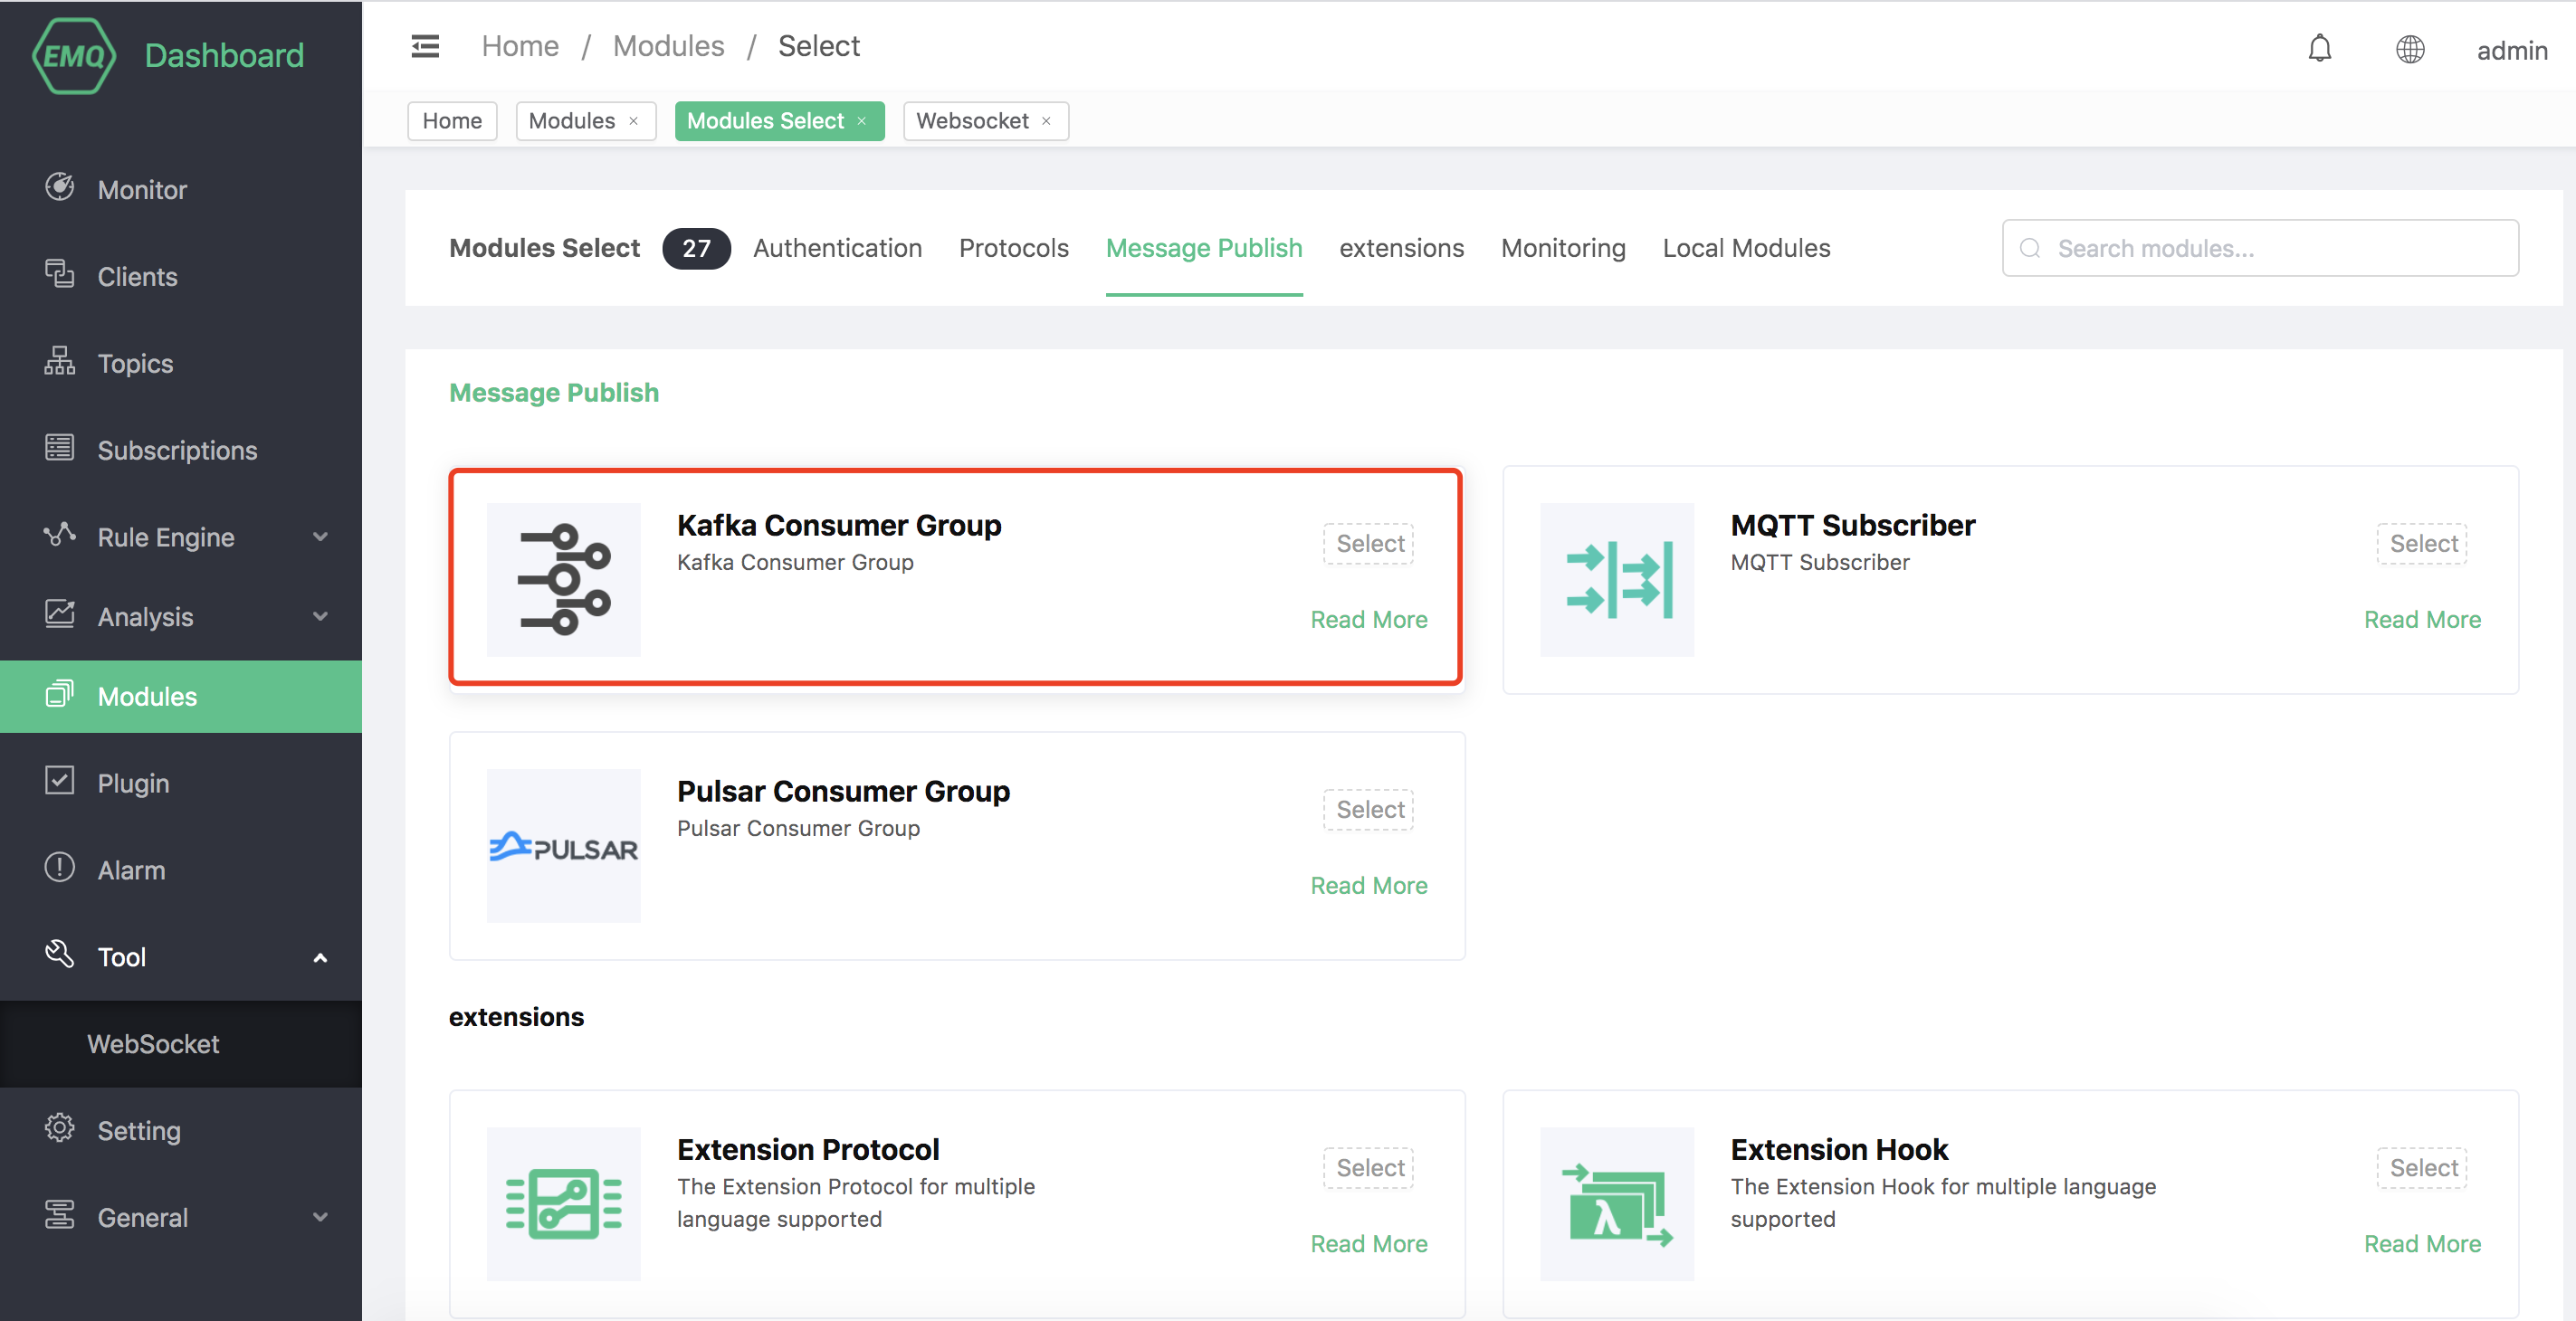 EMQ Dashboard
Home / Modules / Select
admin
Home
Modules ×
Modules Select ×
Websocket ×
Monitor
Clients
Topics
Subscriptions
Rule Engine
Analysis
Modules
Plugin
Alarm
Tool
WebSocket
Setting
General
Modules Select 27 Authentication Protocols Message Publish extensions Monitoring Local Modules
Search modules...
Message Publish
Kafka Consumer Group
Kafka Consumer Group
Select
Read More
MQTT Subscriber
MQTT Subscriber
Select
Read More
PULSAR
Pulsar Consumer Group
Pulsar Consumer Group
Select
Read More
extensions
Extension Protocol
The Extension Protocol for multiple
language supported
Select
Read More
λ
Extension Hook
The Extension Hook for multiple language
supported
Select
Read More